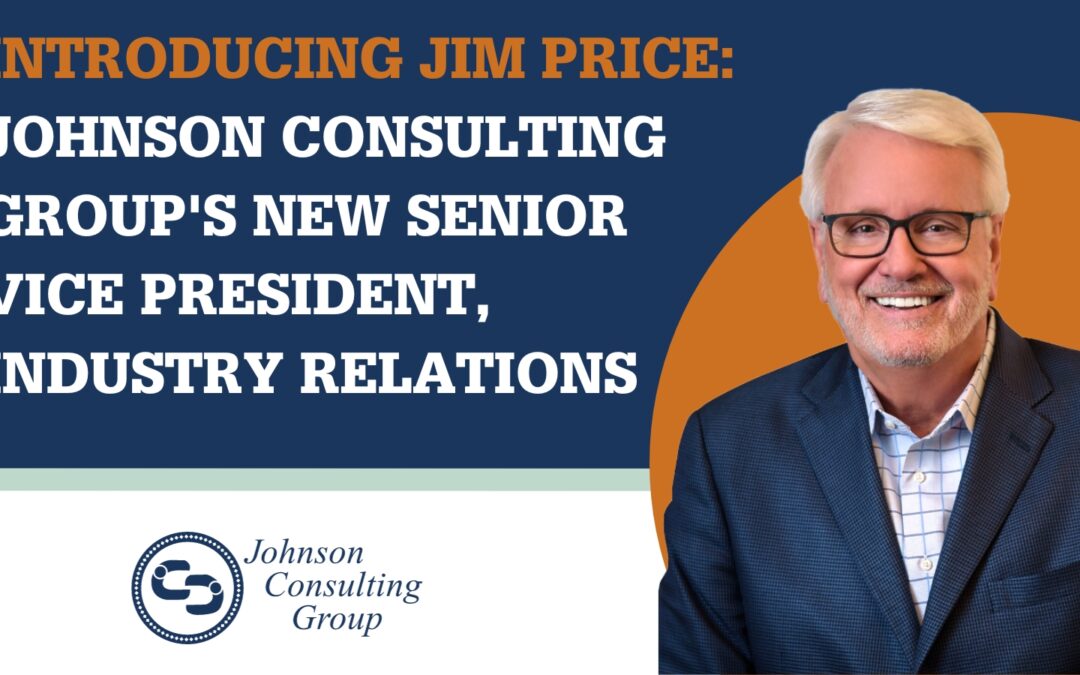 INTRODUCING JIM PRICE:
JOHNSON CONSULTING
GROUP'S NEW SENIOR
VICE PRESIDENT,
INDUSTRY RELATIONS
Johnson
Consulting
Group